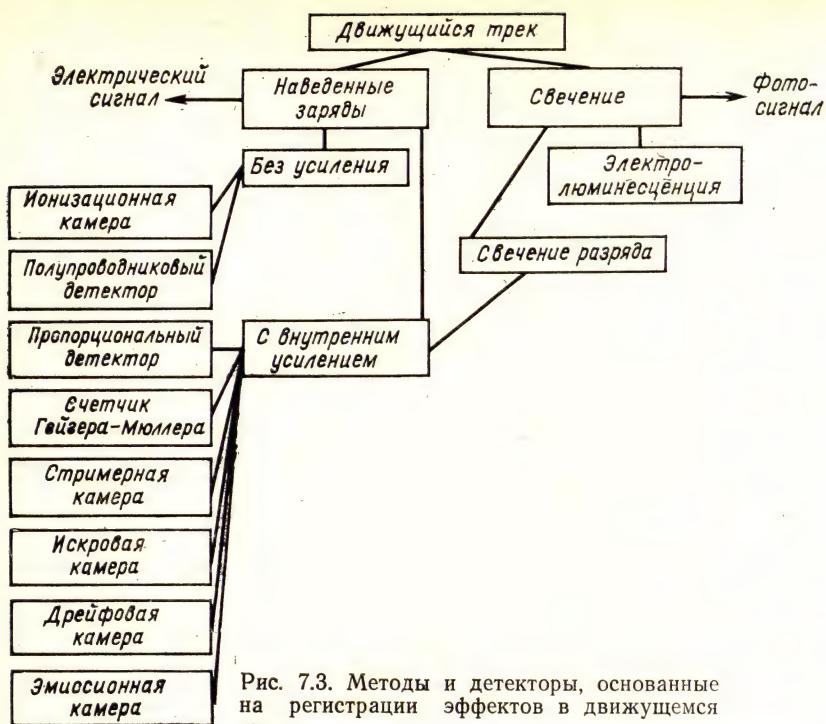 Движущийся трек
Электрический
сигнал
Наведенные
заряды
Свечение
Фото-
сигнал
Без усиления
Электро-
люминесценция
Ионизационная
камера
Свечение разряда
Полупроводниковый
детектор
Пропорциональный
детектор
С внутренним
усилением
Счетчик
Гейгера-Мюллера
Стримерная
камера
Искровая
камера
Дрейфовая
камера
Эмиссионная
камера
Рис. 7.3. Методы и детекторы, основанные
на регистрации эффектов в движущемся